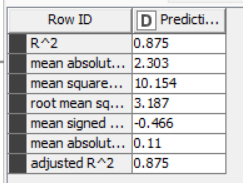 Row ID D Predicti...
R^2 0.875
mean absolut... 2.303
mean square... 10.154
root mean sq... 3.187
mean signed ... -0.466
mean absolut... 0.11
adjusted R^2 0.875